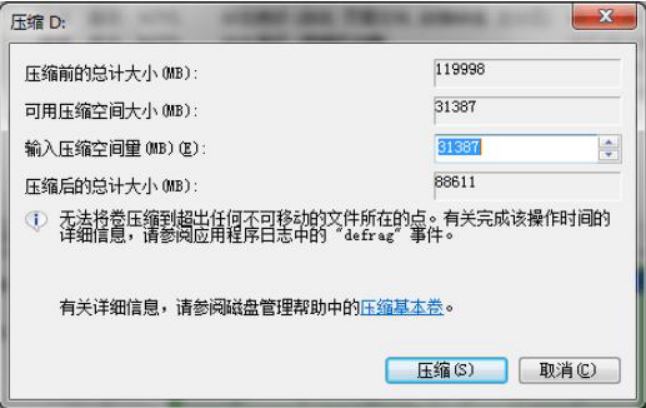 压缩 D:
压缩前的总计大小(MB):
119998
可用压缩空间大小(MB):
31387
输入压缩空间量(MB)(E):
31387
压缩后的总计大小(MB):
88611
无法将卷压缩到超出任何不可移动的文件所在的点。有关完成该操作时间的
详细信息，请参阅应用程序日志中的 "defrag" 事件。
有关详细信息，请参阅磁盘管理帮助中的压缩基本卷。
压缩(S)
取消(C)